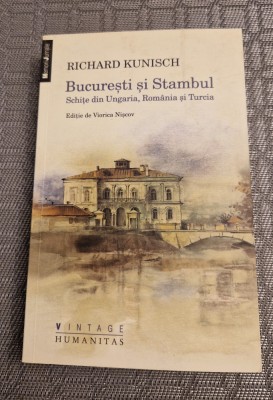 RICHARD KUNISCH
București și Stambul
Schițe din Ungaria, România și Turcia
Ediție de Viorica Nișcov
VINTAGE
HUMANITAS